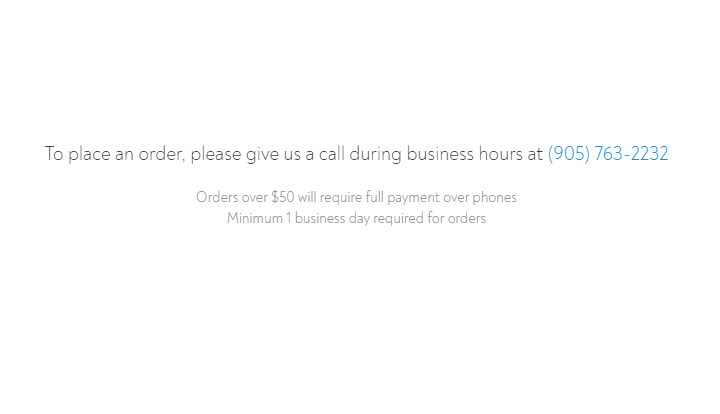 To place an order, please give us a call during business hours at (905) 763-2232
Orders over $50 will require full payment over phones
Minimum 1 business day required for orders